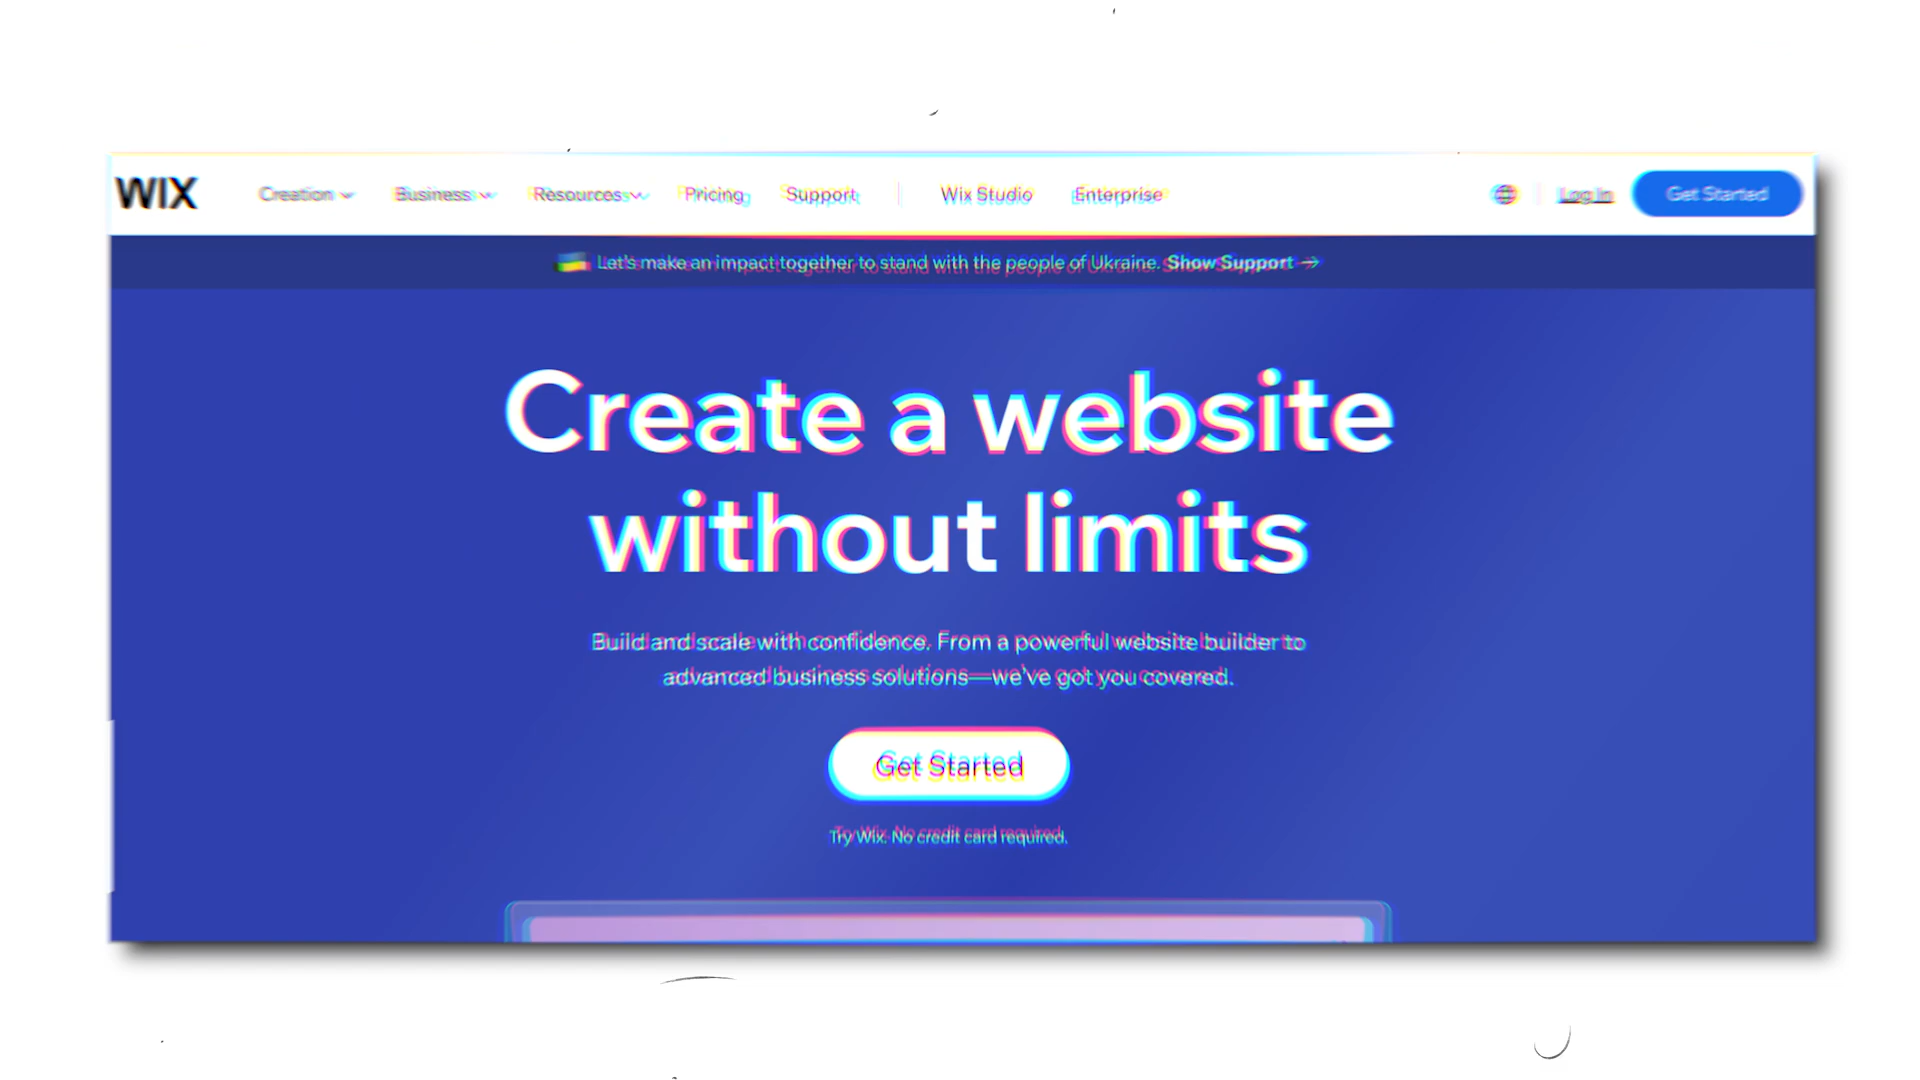 WIX Creation Business Resources Pricing Support Wix Studio Enterprise Log In Get Started
Let's make an impact together to stand with the people of Ukraine. Show Support →
Create a website
without limits
Build and scale with confidence. From a powerful website builder to
advanced business solutions—we've got you covered.
Get Started
Try Wix. No credit card required.